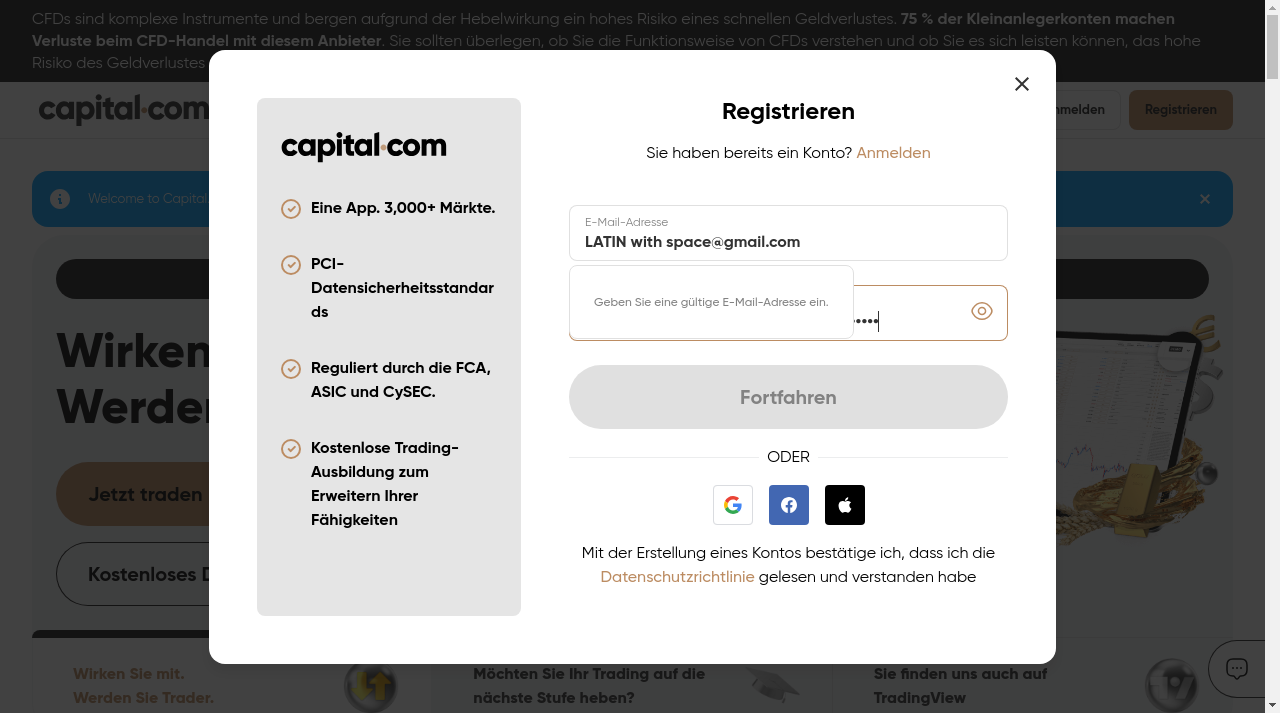 CFDs sind komplexe Instrumente und bergen aufgrund der Hebelwirkung ein hohes Risiko eines schnellen Geldverlustes. 75 % der Kleinanlegerkonten machen
Verluste beim CFD-Handel mit diesem Anbieter. Sie sollten überlegen, ob Sie die Funktionsweise von CFDs verstehen und ob Sie es sich leisten können, das hohe
Risiko des Geldverlustes
capital.com
nmelden
Registrieren
Welcome to Capital
Wirken
Werden
Jetzt traden
Kostenloses D
capital.com
Eine App. 3,000+ Märkte.
PCI-
Datensicherheitsstandar
ds
Reguliert durch die FCA,
ASIC und CySEC.
Kostenlose Trading-
Ausbildung zum
Erweitern Ihrer
Fähigkeiten
Registrieren
Sie haben bereits ein Konto? Anmelden
E-Mail-Adresse
LATIN with space@gmail.com
Geben Sie eine gültige E-Mail-Adresse ein.
Fortfahren
ODER
Mit der Erstellung eines Kontos bestätige ich, dass ich die
Datenschutzrichtlinie gelesen und verstanden habe
Wirken Sie mit.
Werden Sie Trader.
Möchten Sie Ihr Trading auf die
nächste Stufe heben?
Sie finden uns auch auf
TradingView